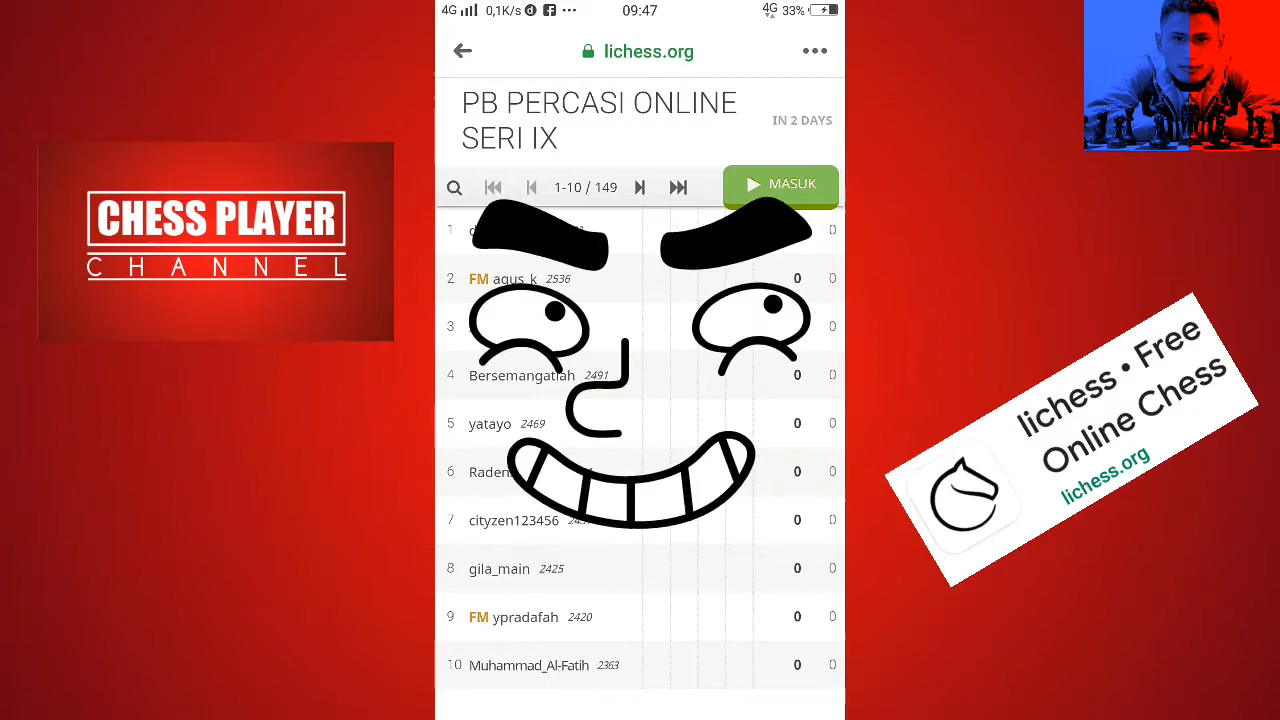 4G 0,1K/s 09:47 4G 33%
lichess.org
PB PERCASI ONLINE
SERI IX
IN 2 DAYS
1-10 / 149
MASUK
CHESS PLAYER
CHANNEL
1 0
2 FM agus_k 2536 0 0
3 0
4 Bersemangatlah 2491 0 0
5 yatayo 2469 0 0
6 0 0
7 cityzen123456 0 0
8 gila_main 2425 0 0
9 FM ypradafah 2420 0 0
10 Muhammad_Al-Fatih 2363 0 0
lichess • Free
Online Chess
lichess.org